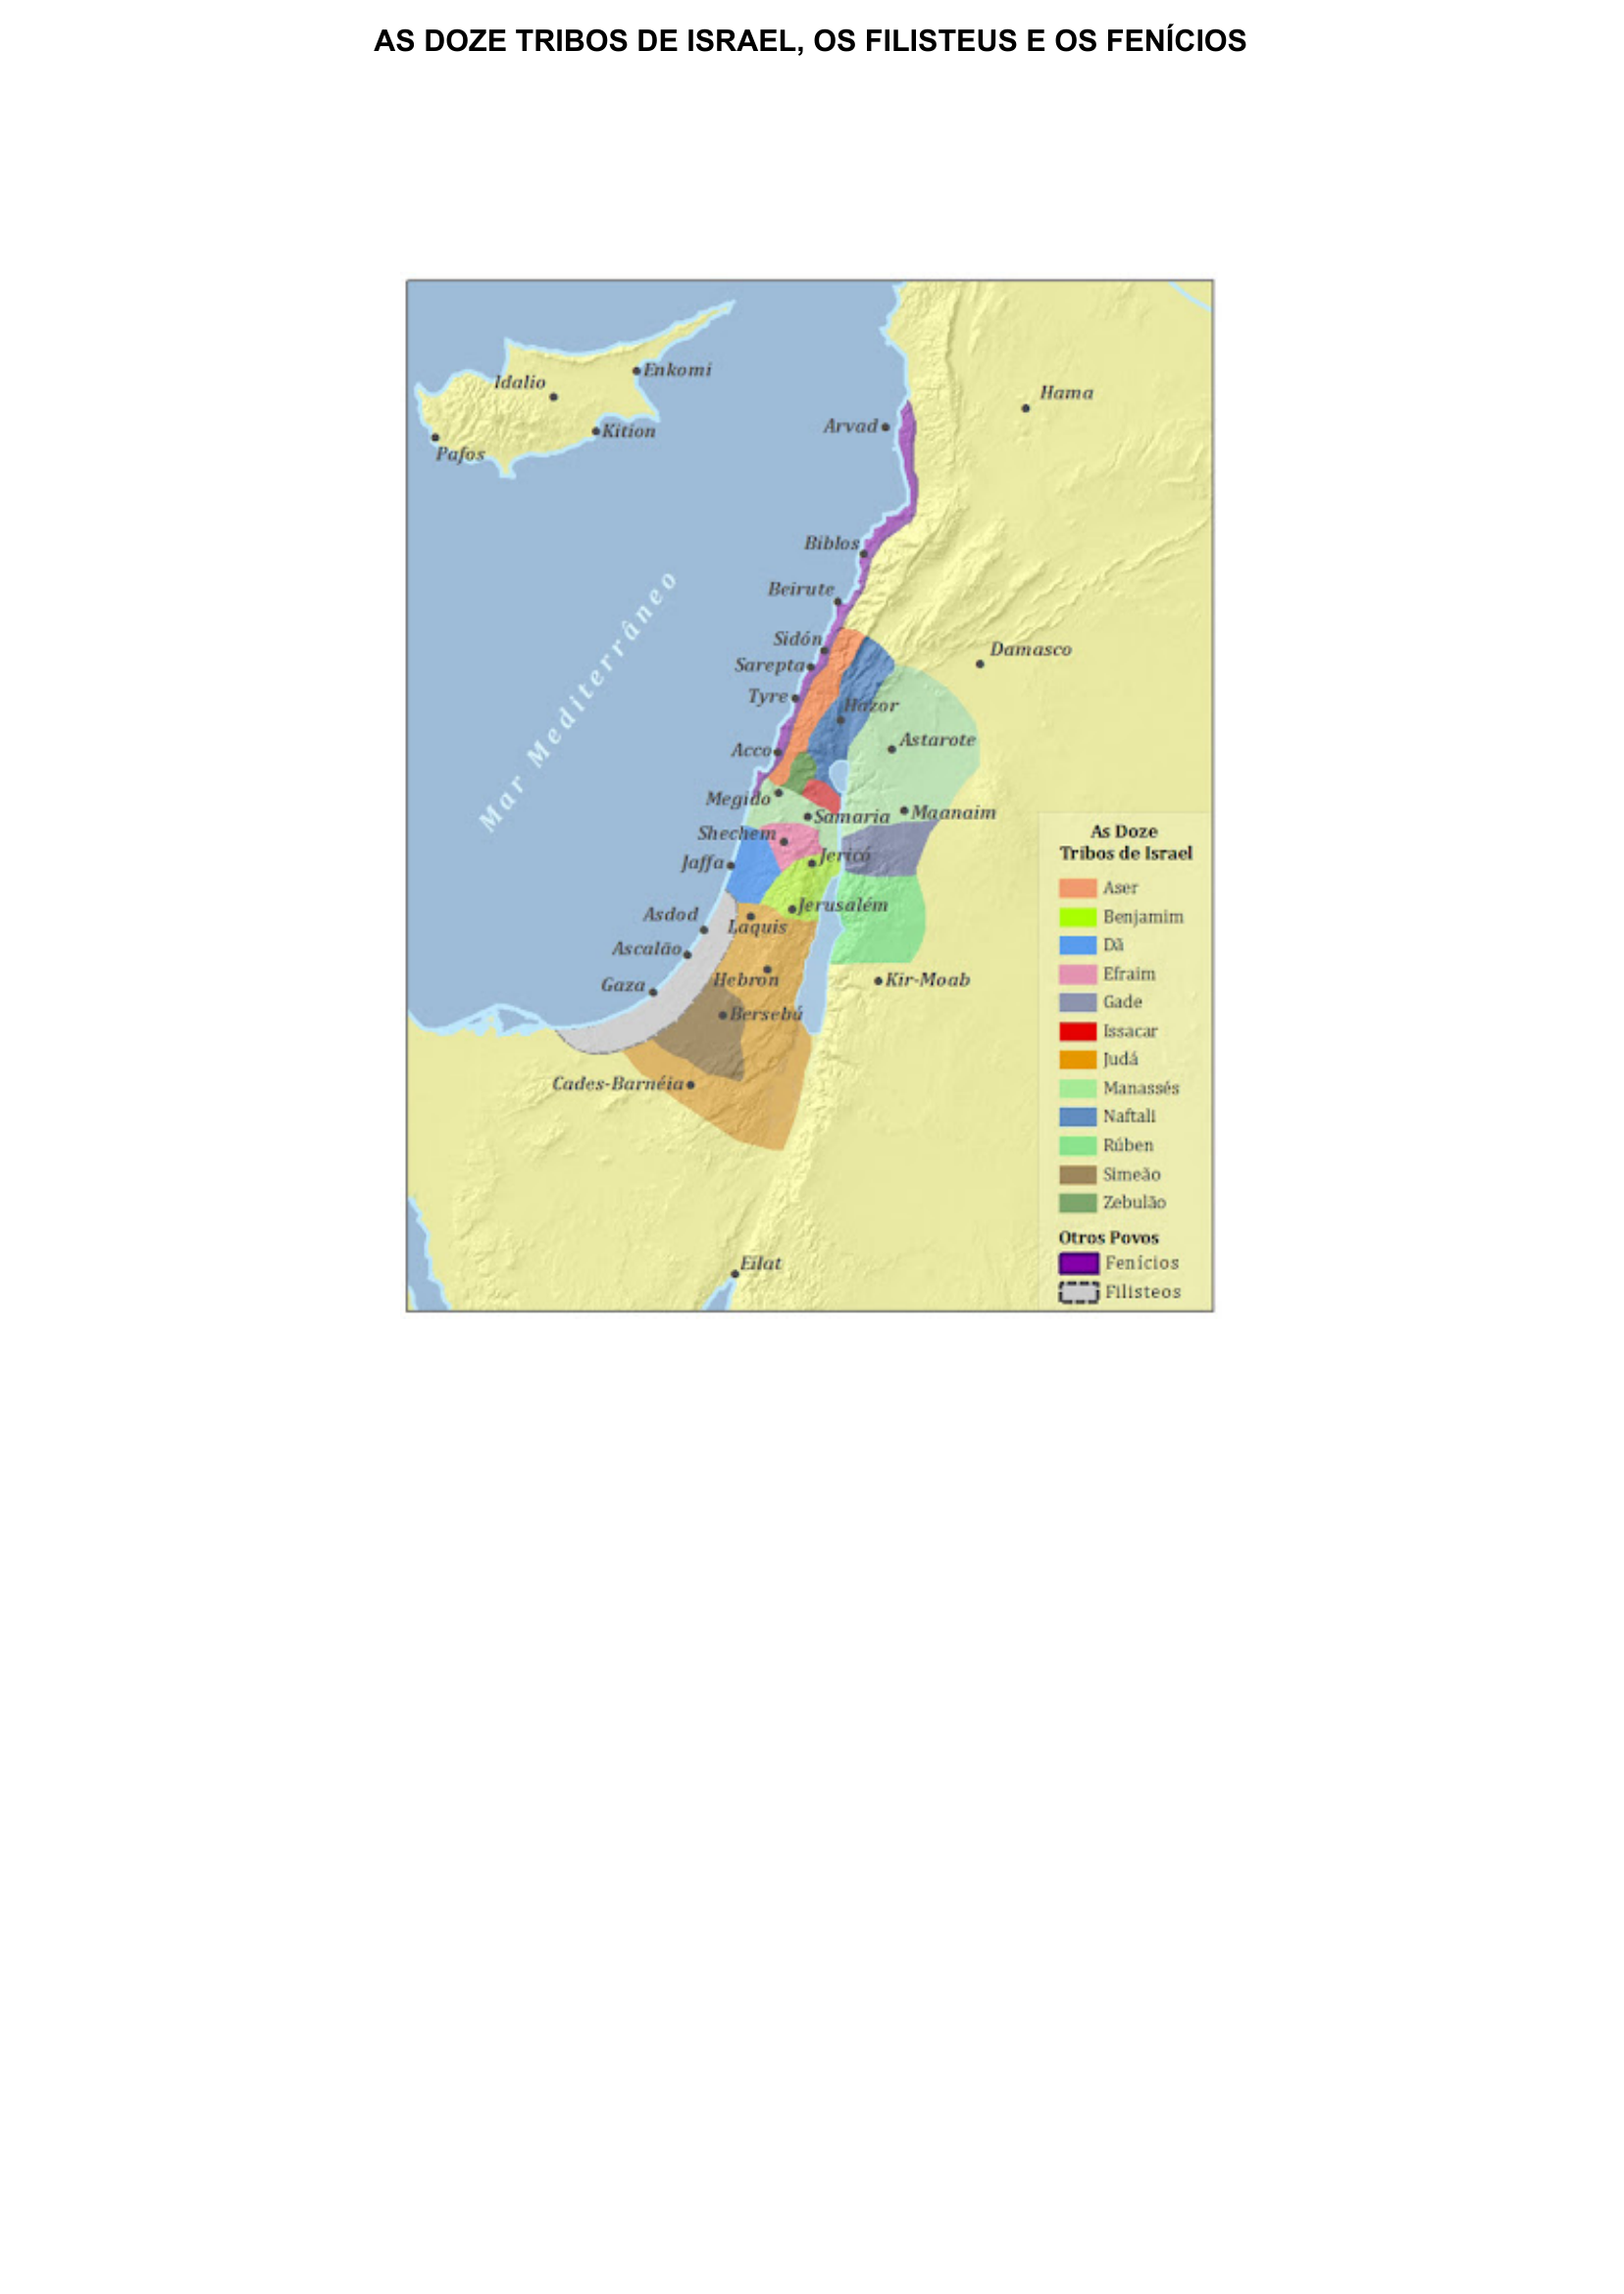 AS DOZE TRIBOS DE ISRAEL, OS FILISTEUS E OS FENÍCIOS
Enkomi
Idalio
Hama
Arvad
Kition
Pafos
Biblos
Beirute
Mar Mediterrâneo
Sidón
Damasco
Sarepta
Tyre
Hazor
Astarote
Acco
Megido
Samaria
Maanaim
Shechem
Jericó
Jaffa
Jerusalém
Asdod
Laquis
Ascalão
Hebron
Gaza
Kir-Moab
Bersebú
Cades-Barnéia
Eilat
As Doze
Tribos de Israel
Aser
Benjamim
Dã
Efraim
Gade
Issacar
Judá
Manassés
Naftali
Rúben
Simeão
Zebulão
Otros Povos
Fenícios
Filisteos